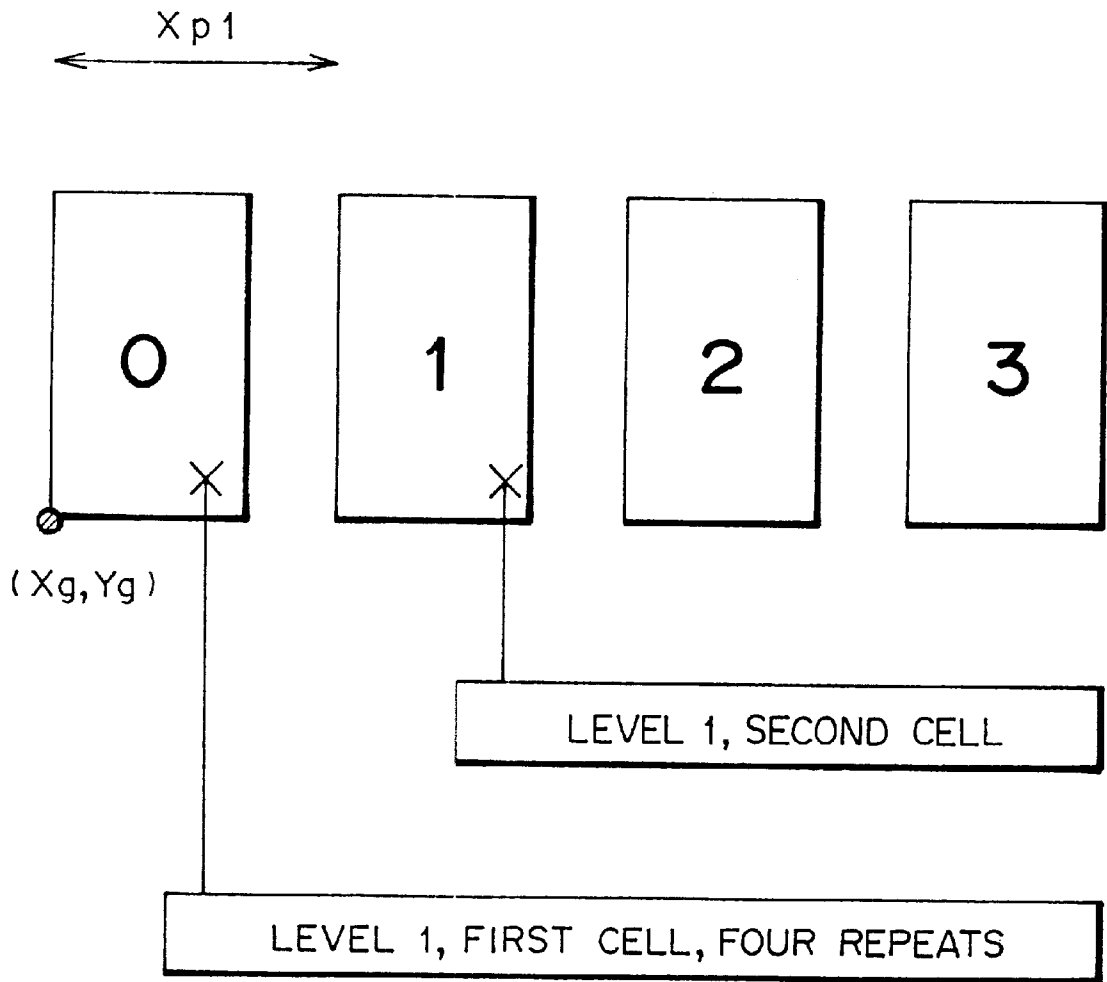 Xp1
0 1 2 3
(Xg,Yg)
LEVEL 1, SECOND CELL
LEVEL 1, FIRST CELL, FOUR REPEATS